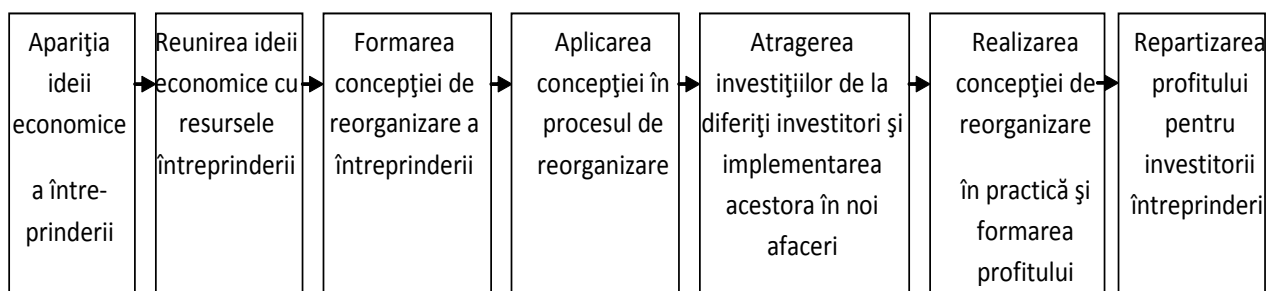 Apariţia
ideii
economice
a între-
prinderii
Reunirea ideii
economice cu
resursele
întreprinderii
Formarea
concepţiei de
reorganizare a
întreprinderii
Aplicarea
concepţiei în
procesul de
reorganizare
Atragerea
investiţiilor de la
diferiţi investitori şi
implementarea
acestora în noi
afaceri
Realizarea
concepţiei de
reorganizare
în practică şi
formarea
profitului
Repartizarea
profitului
pentru
investitorii
întreprinderi